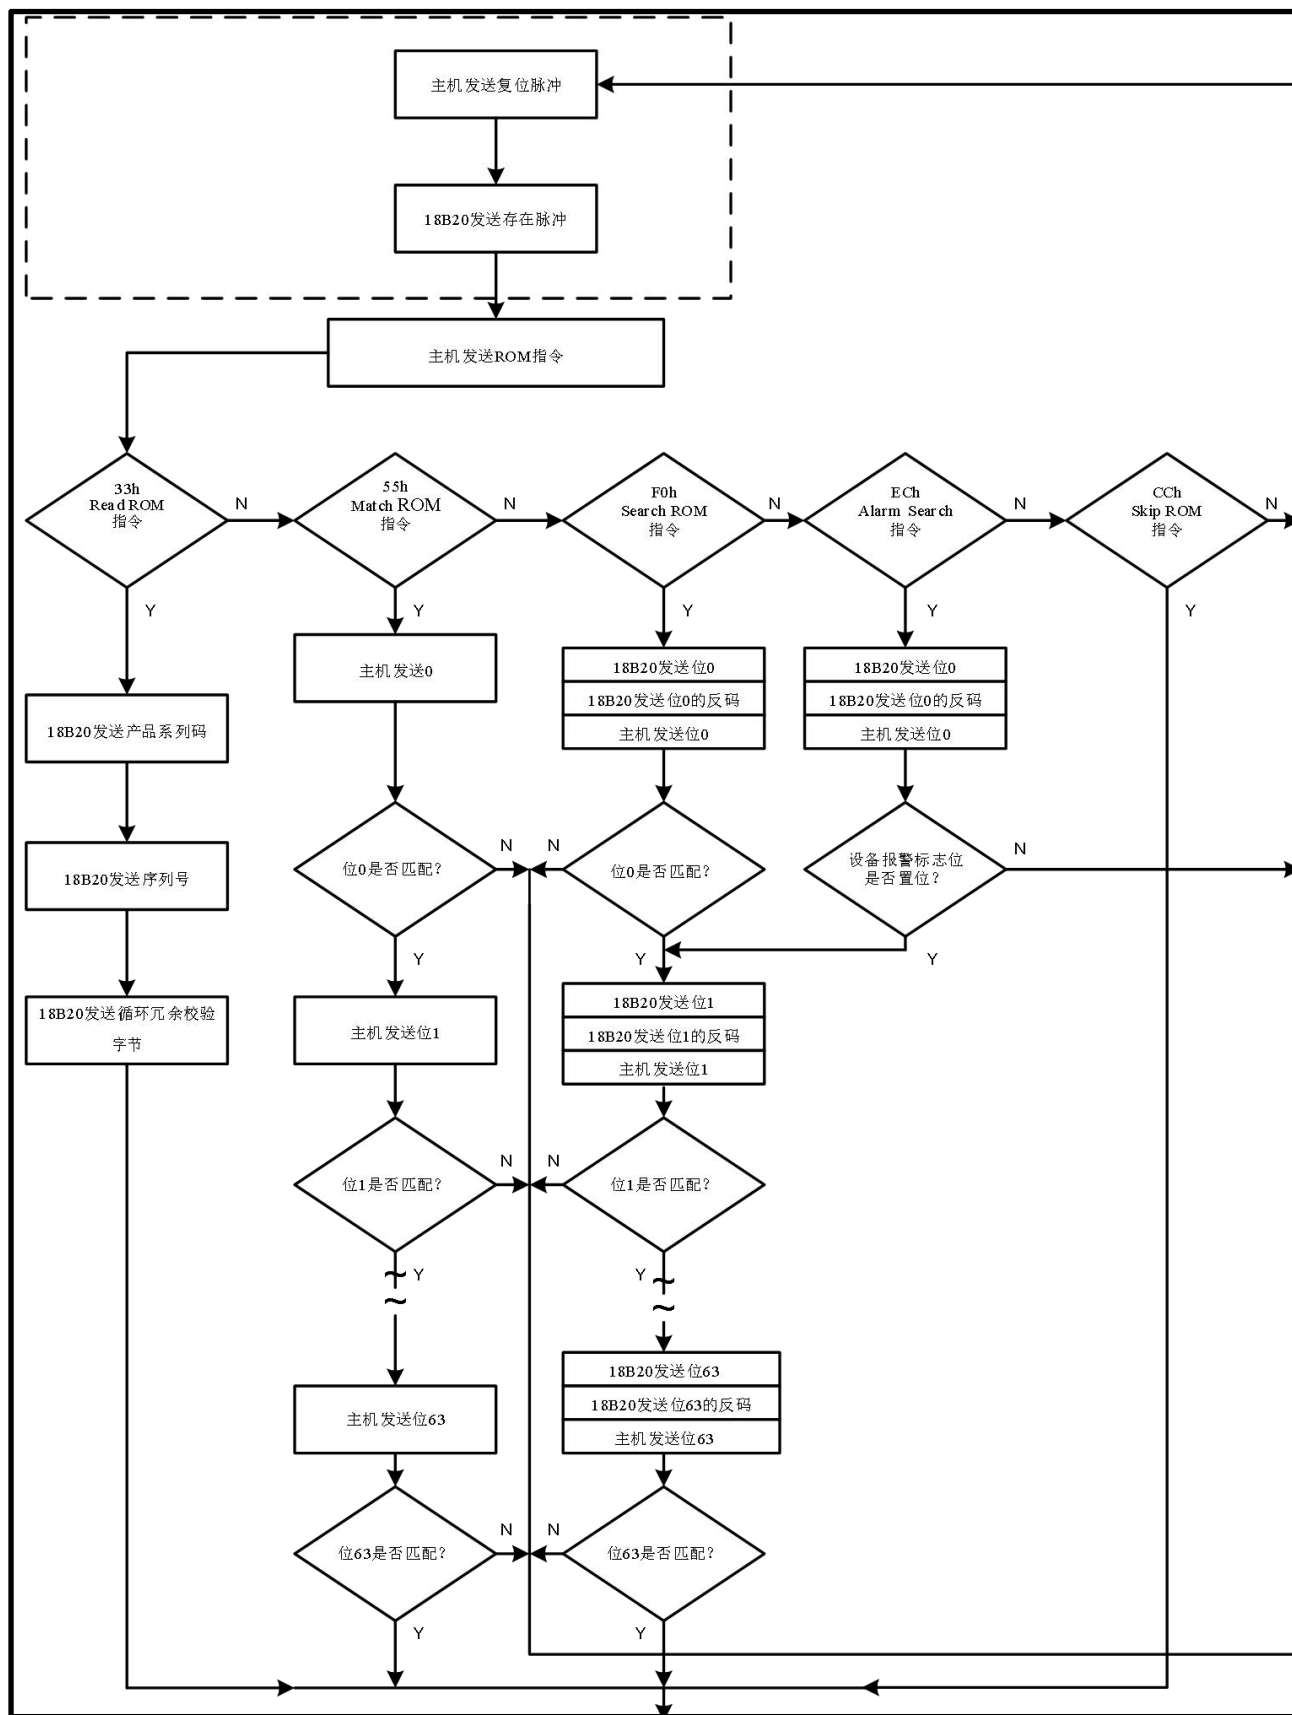 主机发送复位脉冲
18B20发送存在脉冲
主机发送ROM指令
33h
Read ROM
指令
N
55h
Match ROM
指令
N
F0h
Search ROM
指令
N
ECh
Alarm Search
指令
N
CCh
Skip ROM
指令
N
Y
Y
Y
Y
Y
主机发送0
18B20发送位0
18B20发送位0的反码
主机发送位0
18B20发送位0
18B20发送位0的反码
主机发送位0
18B20发送产品系列码
18B20发送序列号
18B20发送循环冗余校验
字节
位0是否匹配?
N
N
位0是否匹配?
设备报警标志位
是否置位?
N
Y
Y
Y
主机发送位1
18B20发送位1
18B20发送位1的反码
主机发送位1
位1是否匹配?
N
N
位1是否匹配?
Y
Y
主机发送位63
18B20发送位63
18B20发送位63的反码
主机发送位63
位63是否匹配?
N
N
位63是否匹配?
Y
Y